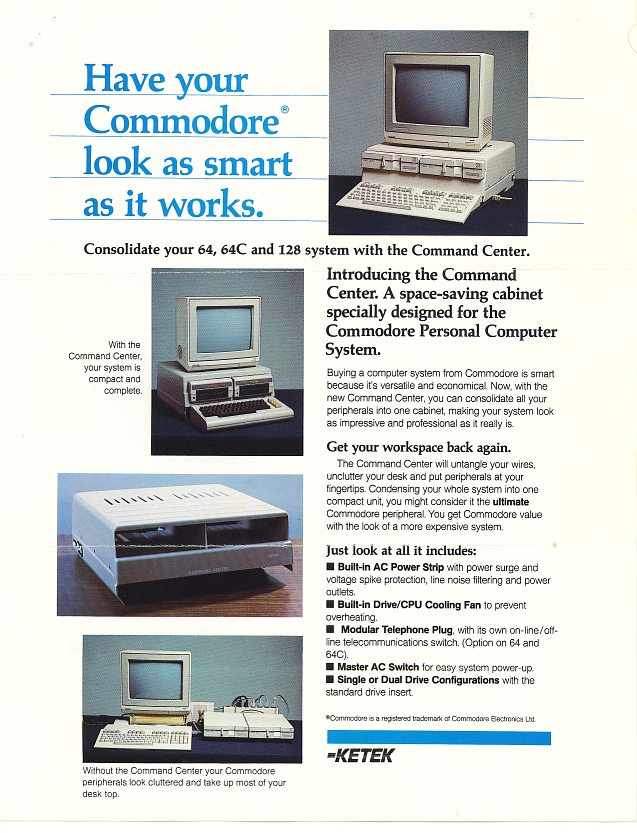 Have your
Commodore®
look as smart
as it works.
Consolidate your 64, 64C and 128 system with the Command Center.
With the
Command Center,
your system is
compact and
complete.
Introducing the Command
Center. A space-saving cabinet
specially designed for the
Commodore Personal Computer
System.
Buying a computer system from Commodore is smart
because it's versatile and economical. Now, with the
new Command Center, you can consolidate all your
peripherals into one cabinet, making your system look
as impressive and professional as it really is.
Get your workspace back again.
The Command Center will untangle your wires,
unclutter your desk and put peripherals at your
fingertips. Condensing your whole system into one
compact unit, you might consider it the ultimate
Commodore peripheral. You get Commodore value
with the look of a more expensive system.
Just look at all it includes:
■ Built-in AC Power Strip with power surge and
voltage spike protection, line noise filtering and power
outlets.
■ Built-in Drive/CPU Cooling Fan to prevent
overheating.
■ Modular Telephone Plug, with its own on-line/off-
line telecommunications switch. (Option on 64 and
64C).
■ Master AC Switch for easy system power-up.
■ Single or Dual Drive Configurations with the
standard drive insert.
®Commodore is a registered trademark of Commodore Electronics Ltd.
KETEK
COMMAND CENTER
Without the Command Center your Commodore
peripherals look cluttered and take up most of your
desk top.